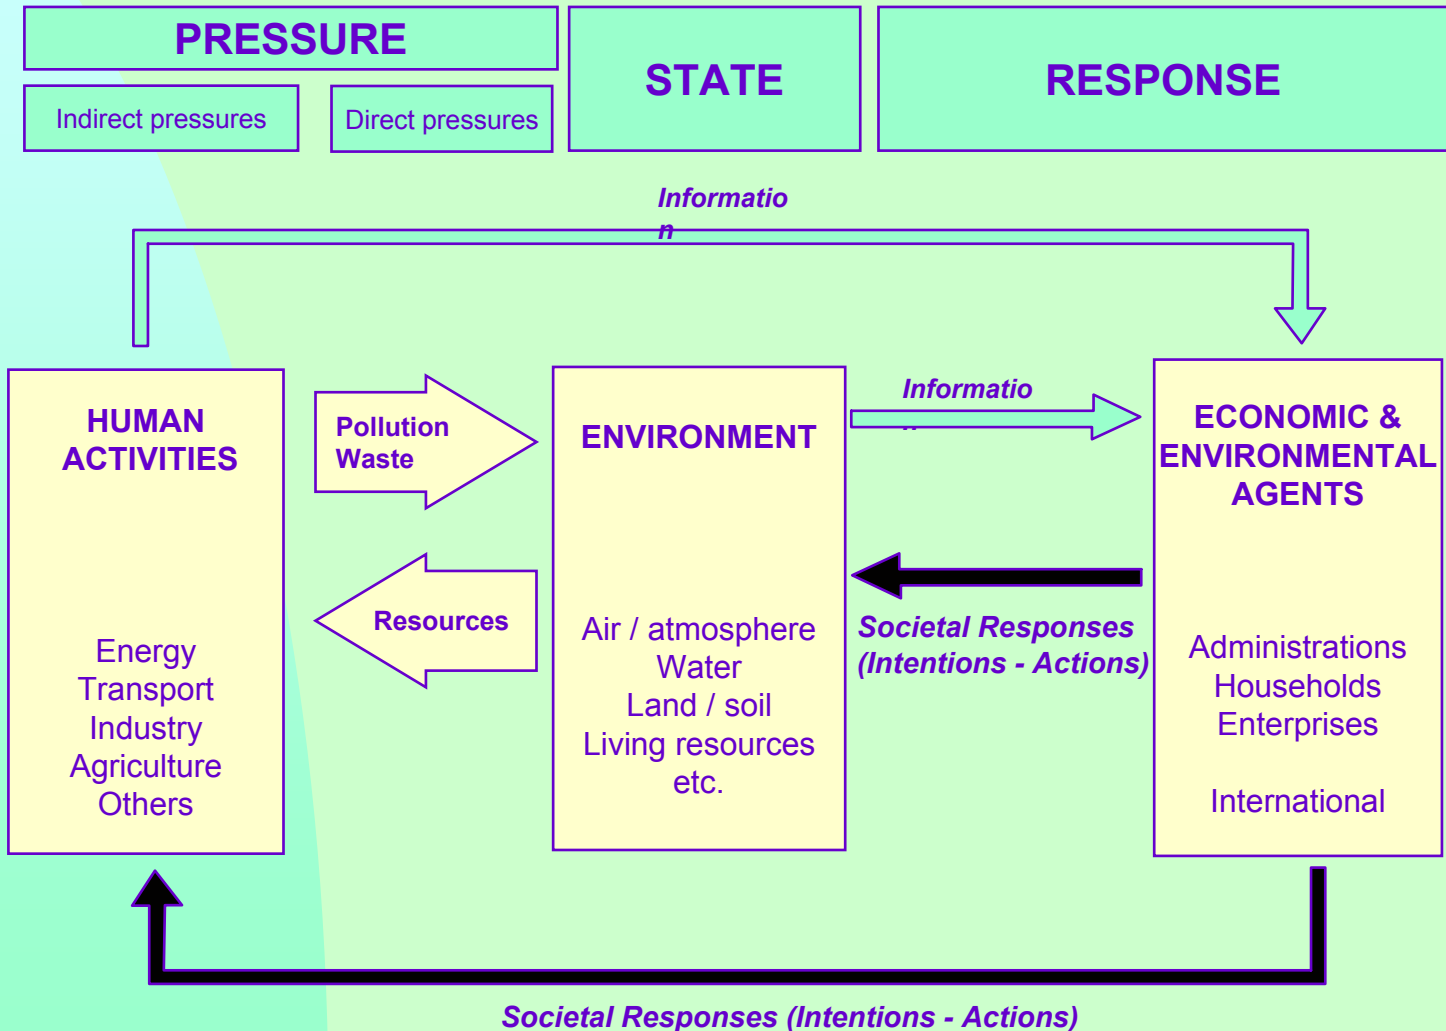 PRESSURE
STATE
RESPONSE
Indirect pressures
Direct pressures
Informatio
n
HUMAN
ACTIVITIES
Energy
Transport
Industry
Agriculture
Others
Pollution
Waste
Resources
ENVIRONMENT
Air / atmosphere
Water
Land / soil
Living resources
etc.
Informatio
n
Societal Responses
(Intentions - Actions)
ECONOMIC &
ENVIRONMENTAL
AGENTS
Administrations
Households
Enterprises
International
Societal Responses (Intentions - Actions)